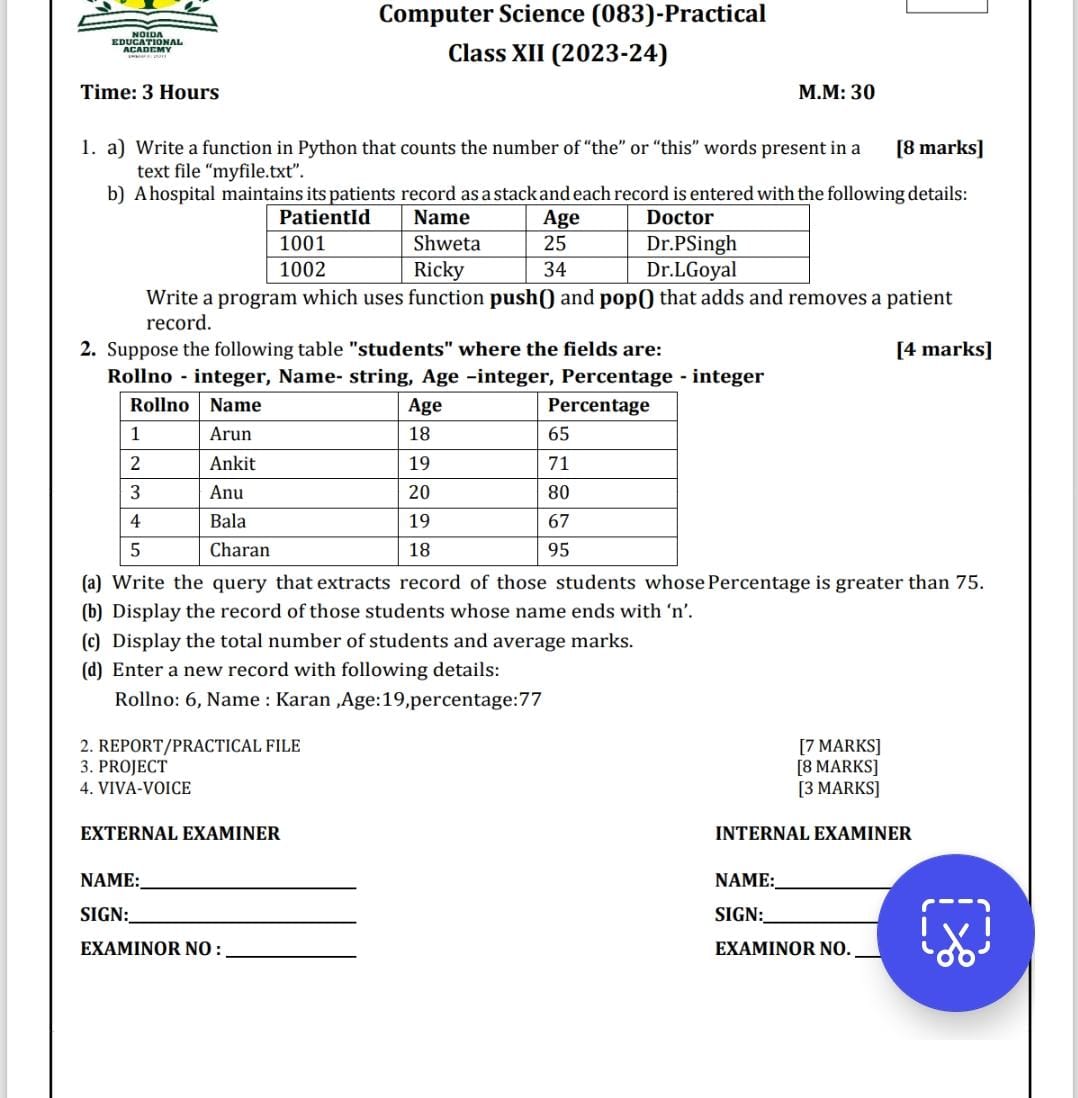 NOIDA
EDUCATIONAL
ACADEMY
Computer Science (083)-Practical
Class XII (2023-24)
Time: 3 Hours M.M: 30
1. a) Write a function in Python that counts the number of “the” or “this” words present in a [8 marks]
text file “myfile.txt”.
b) A hospital maintains its patients record as a stack and each record is entered with the following details:
PatientId Name Age Doctor
1001 Shweta 25 Dr.PSingh
1002 Ricky 34 Dr.LGoyal
Write a program which uses function push() and pop() that adds and removes a patient
record.
2. Suppose the following table "students" where the fields are: [4 marks]
Rollno - integer, Name- string, Age –integer, Percentage - integer
Rollno Name Age Percentage
1 Arun 18 65
2 Ankit 19 71
3 Anu 20 80
4 Bala 19 67
5 Charan 18 95
(a) Write the query that extracts record of those students whose Percentage is greater than 75.
(b) Display the record of those students whose name ends with ‘n’.
(c) Display the total number of students and average marks.
(d) Enter a new record with following details:
Rollno: 6, Name : Karan ,Age:19,percentage:77
2. REPORT/PRACTICAL FILE [7 MARKS]
3. PROJECT [8 MARKS]
4. VIVA-VOICE [3 MARKS]
EXTERNAL EXAMINER INTERNAL EXAMINER
NAME: NAME:
SIGN: SIGN:
EXAMINOR NO : EXAMINOR NO.